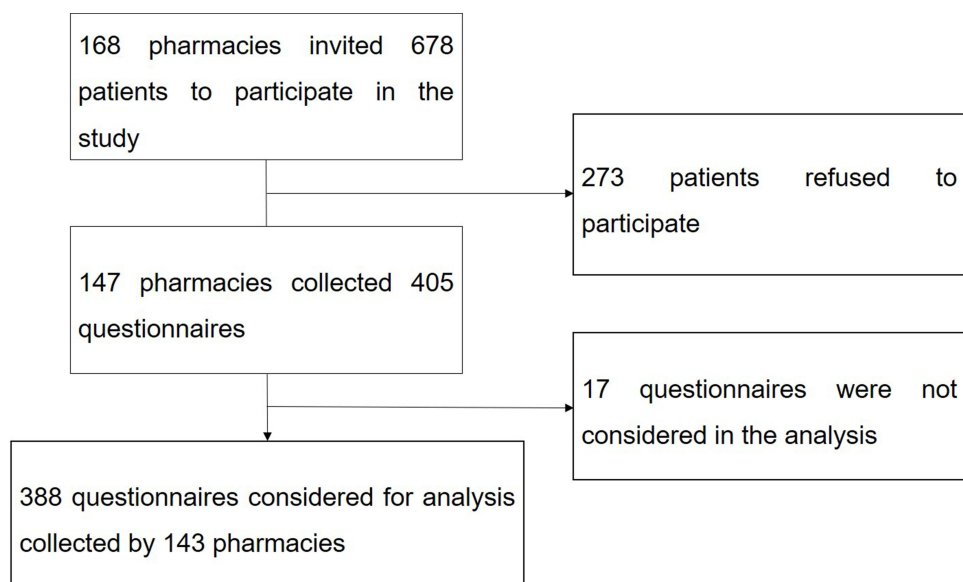 168 pharmacies invited 678
patients to participate in the
study
273 patients refused to
participate
147 pharmacies collected 405
questionnaires
17 questionnaires were not
considered in the analysis
388 questionnaires considered for analysis
collected by 143 pharmacies